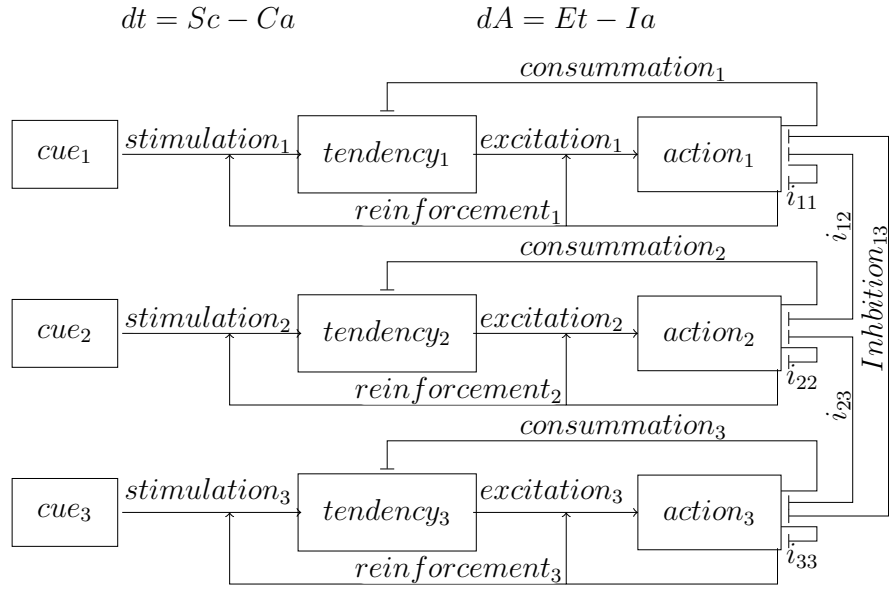 dt = Sc − Ca
dA = Et − Ia
consummation₁
cue₁
stimulation₁
tendency₁
excitation₁
action₁
reinforcement₁
i₁₁
i₁₂
Inhbition₁₃
consummation₂
cue₂
stimulation₂
tendency₂
excitation₂
action₂
reinforcement₂
i₂₂
i₂₃
consummation₃
cue₃
stimulation₃
tendency₃
excitation₃
action₃
reinforcement₃
i₃₃